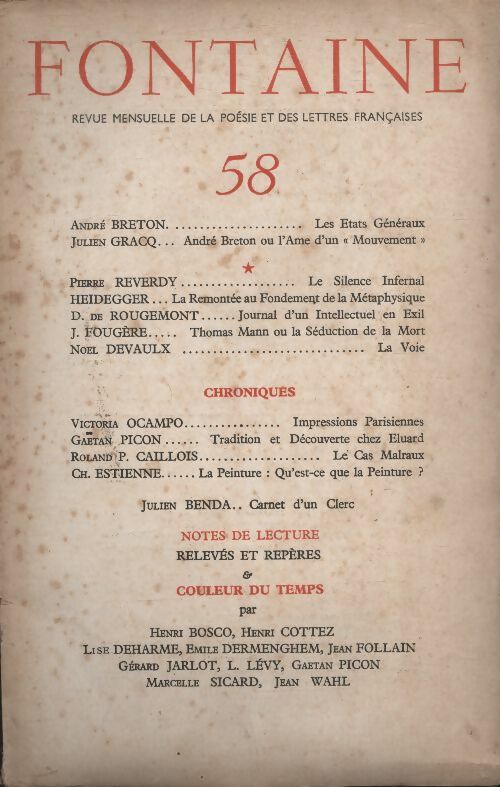 FONTAINE
REVUE MENSUELLE DE LA POÉSIE ET DES LETTRES FRANÇAISES
58
ANDRÉ BRETON. .................... Les Etats Généraux
JULIEN GRACQ... André Breton ou l'Ame d'un « Mouvement »
★
PIERRE REVERDY ................... Le Silence Infernal
HEIDEGGER ... La Remontée au Fondement de la Métaphysique
D. DE ROUGEMONT ...... Journal d'un Intellectuel en Exil
J. FOUGÈRE..... Thomas Mann ou la Séduction de la Mort
NOEL DEVAULX ............................. La Voie
CHRONIQUES
VICTORIA OCAMPO................ Impressions Parisiennes
GAËTAN PICON ...... Tradition et Découverte chez Eluard
ROLAND P. CAILLOIS.................... Le Cas Malraux
CH. ESTIENNE...... La Peinture : Qu'est-ce que la Peinture ?
JULIEN BENDA.. Carnet d'un Clerc
NOTES DE LECTURE
RELEVÉS ET REPÈRES
&
COULEUR DU TEMPS
par
HENRI BOSCO, HENRI COTTEZ
LISE DEHARME, EMILE DERMENGHEM, JEAN FOLLAIN
GÉRARD JARLOT, L. LÉVY, GAETAN PICON
MARCELLE SICARD, JEAN WAHL